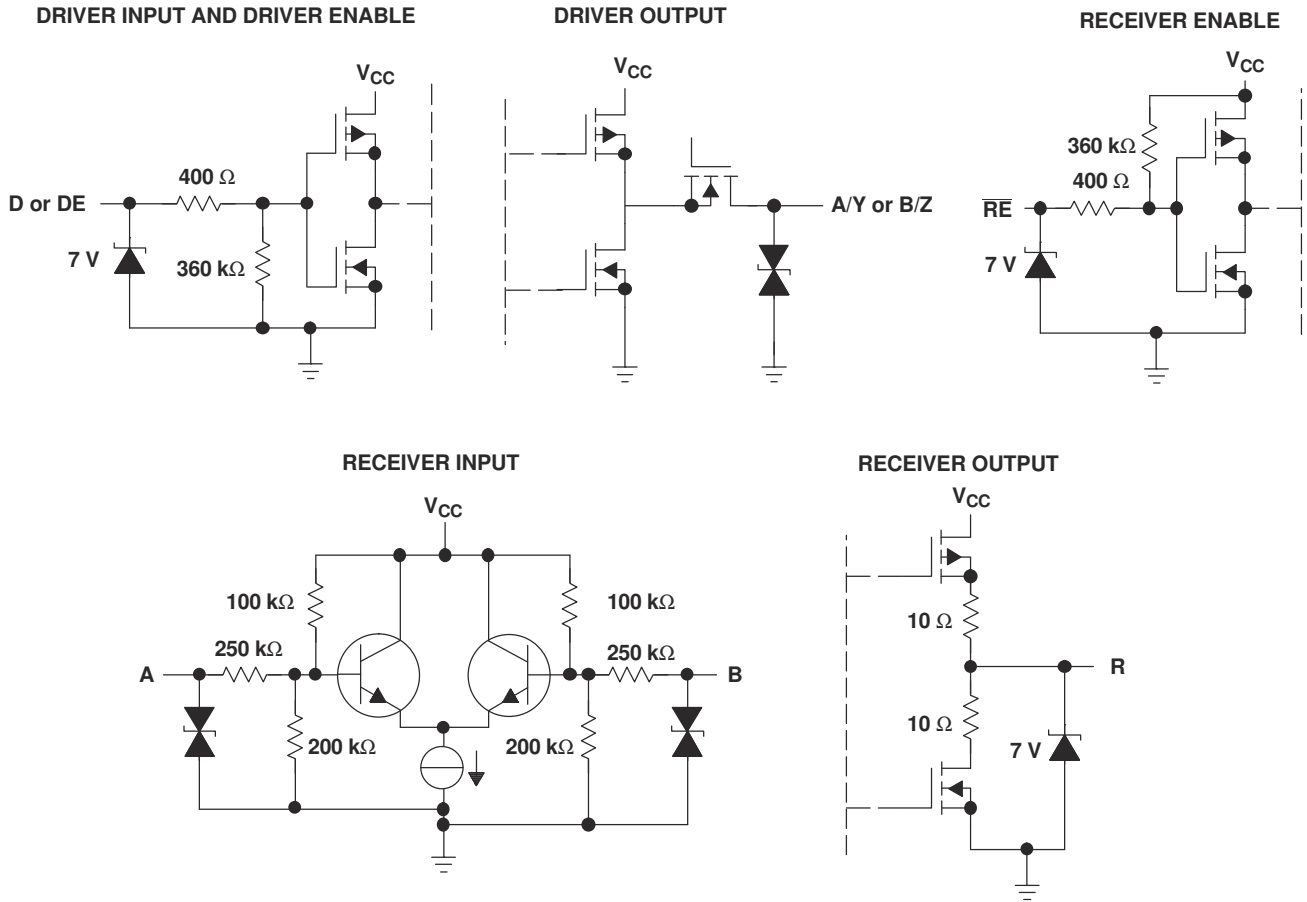 DRIVER INPUT AND DRIVER ENABLE
VCC
400 Ω
D or DE
7 V
360 kΩ
DRIVER OUTPUT
VCC
A/Y or B/Z
RECEIVER ENABLE
VCC
360 kΩ
400 Ω
RE
7 V
RECEIVER INPUT
VCC
100 kΩ
100 kΩ
250 kΩ
250 kΩ
A
B
200 kΩ
200 kΩ
RECEIVER OUTPUT
VCC
10 Ω
R
10 Ω
7 V